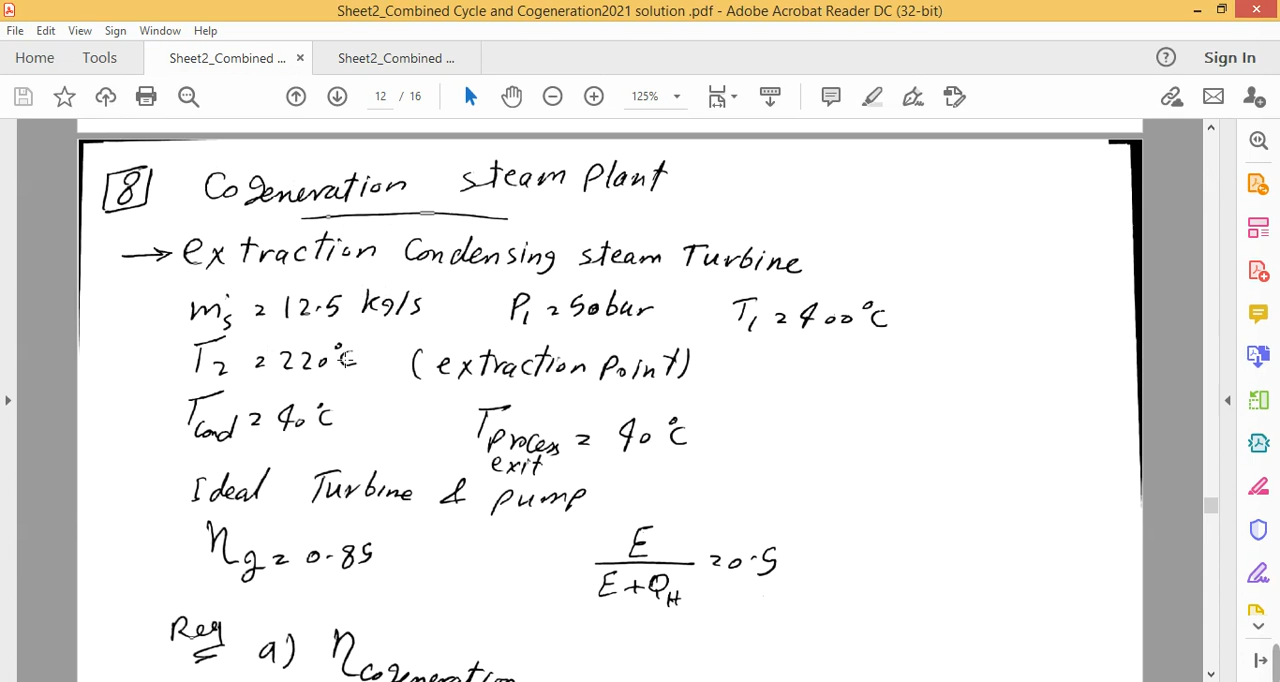 Sheet2_Combined Cycle and Cogeneration2021 solution .pdf - Adobe Acrobat Reader DC (32-bit)
File Edit View Sign Window Help
Home Tools Sheet2_Combined ... × Sheet2_Combined ... ? Sign In
12 / 16 125%
8 Cogeneration steam Plant
→ extraction Condensing steam Turbine
ṁs = 12.5 kg/s P1 = 50 bar T1 = 400°C
T2 = 220°C (extraction Point)
Tcond = 40°C Tprocess exit = 40°C
Ideal Turbine & pump
ηg = 0.85 E / (E + QH) = 0.5
Req a) ηcogeneration